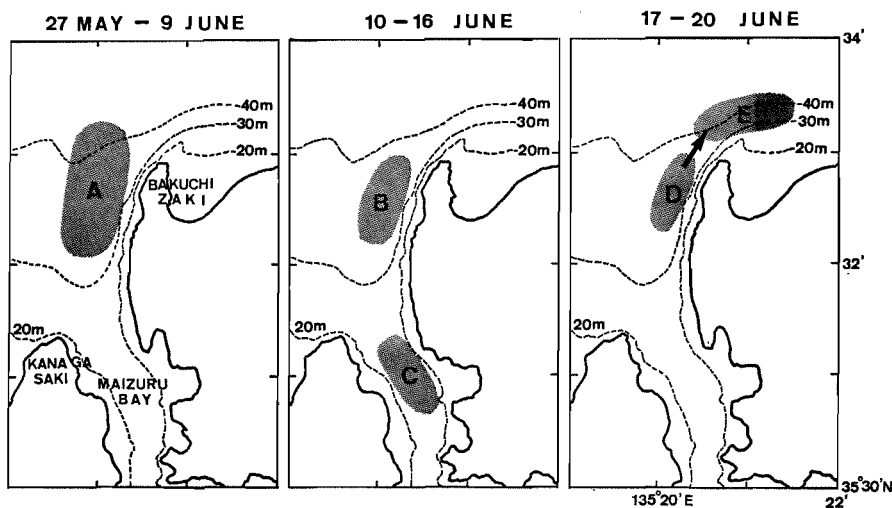 27 MAY – 9 JUNE
10 – 16 JUNE
17 – 20 JUNE
34'
40m
30m
20m
A
BAKUCHI
ZAKI
20m
KANAGA
SAKI
MAIZURU
BAY
40m
30m
20m
B
20m
C
40m
30m
20m
E
D
20m
32'
35°30'N
135°20'E
22'